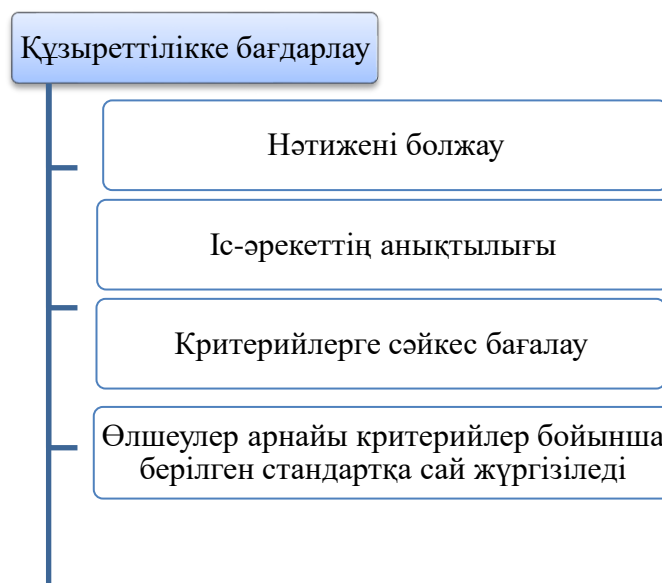 Құзыреттілікке бағдарлау
Нәтижені болжау
Іс-әрекеттің анықтылығы
Критерийлерге сәйкес бағалау
Өлшеулер арнайы критерийлер бойынша
берілген стандартқа сай жүргізіледі